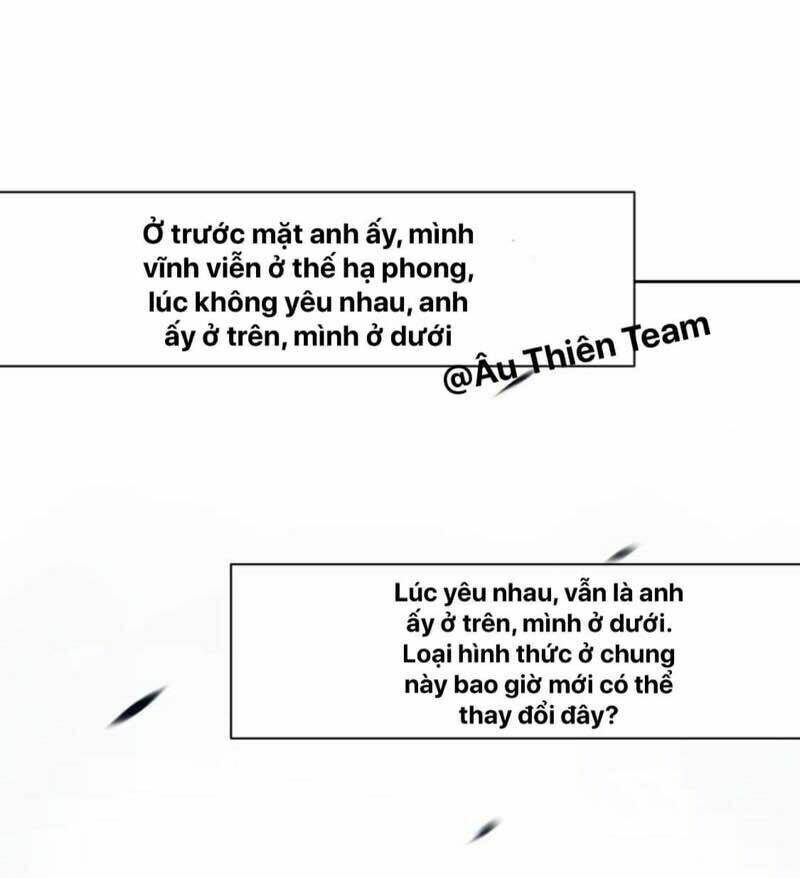 Ở trước mặt anh ấy, mình
vĩnh viễn ở thế hạ phong,
lúc không yêu nhau, anh
ấy ở trên, mình ở dưới
@Âu Thiên Team
Lúc yêu nhau, vẫn là anh
ấy ở trên, mình ở dưới.
Loại hình thức ở chung
này bao giờ mới có thể
thay đổi đây?